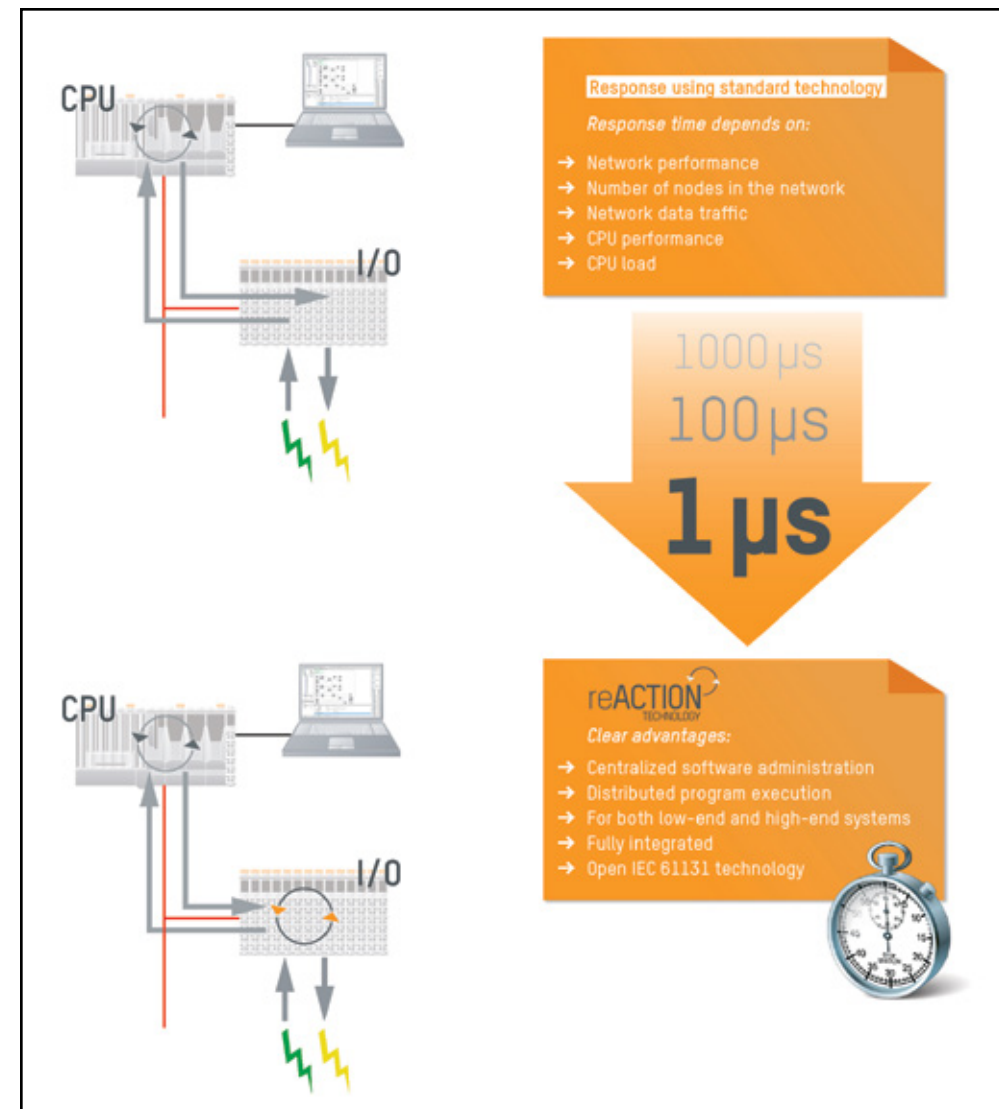 CPU
I/O
Response using standard technology
Response time depends on:
→ Network performance
→ Number of nodes in the network
→ Network data traffic
→ CPU performance
→ CPU load
1000 µs
100 µs
1 µs
CPU
I/O
reACTION
TECHNOLOGY
Clear advantages:
→ Centralized software administration
→ Distributed program execution
→ For both low-end and high-end systems
→ Fully integrated
→ Open IEC 61131 technology